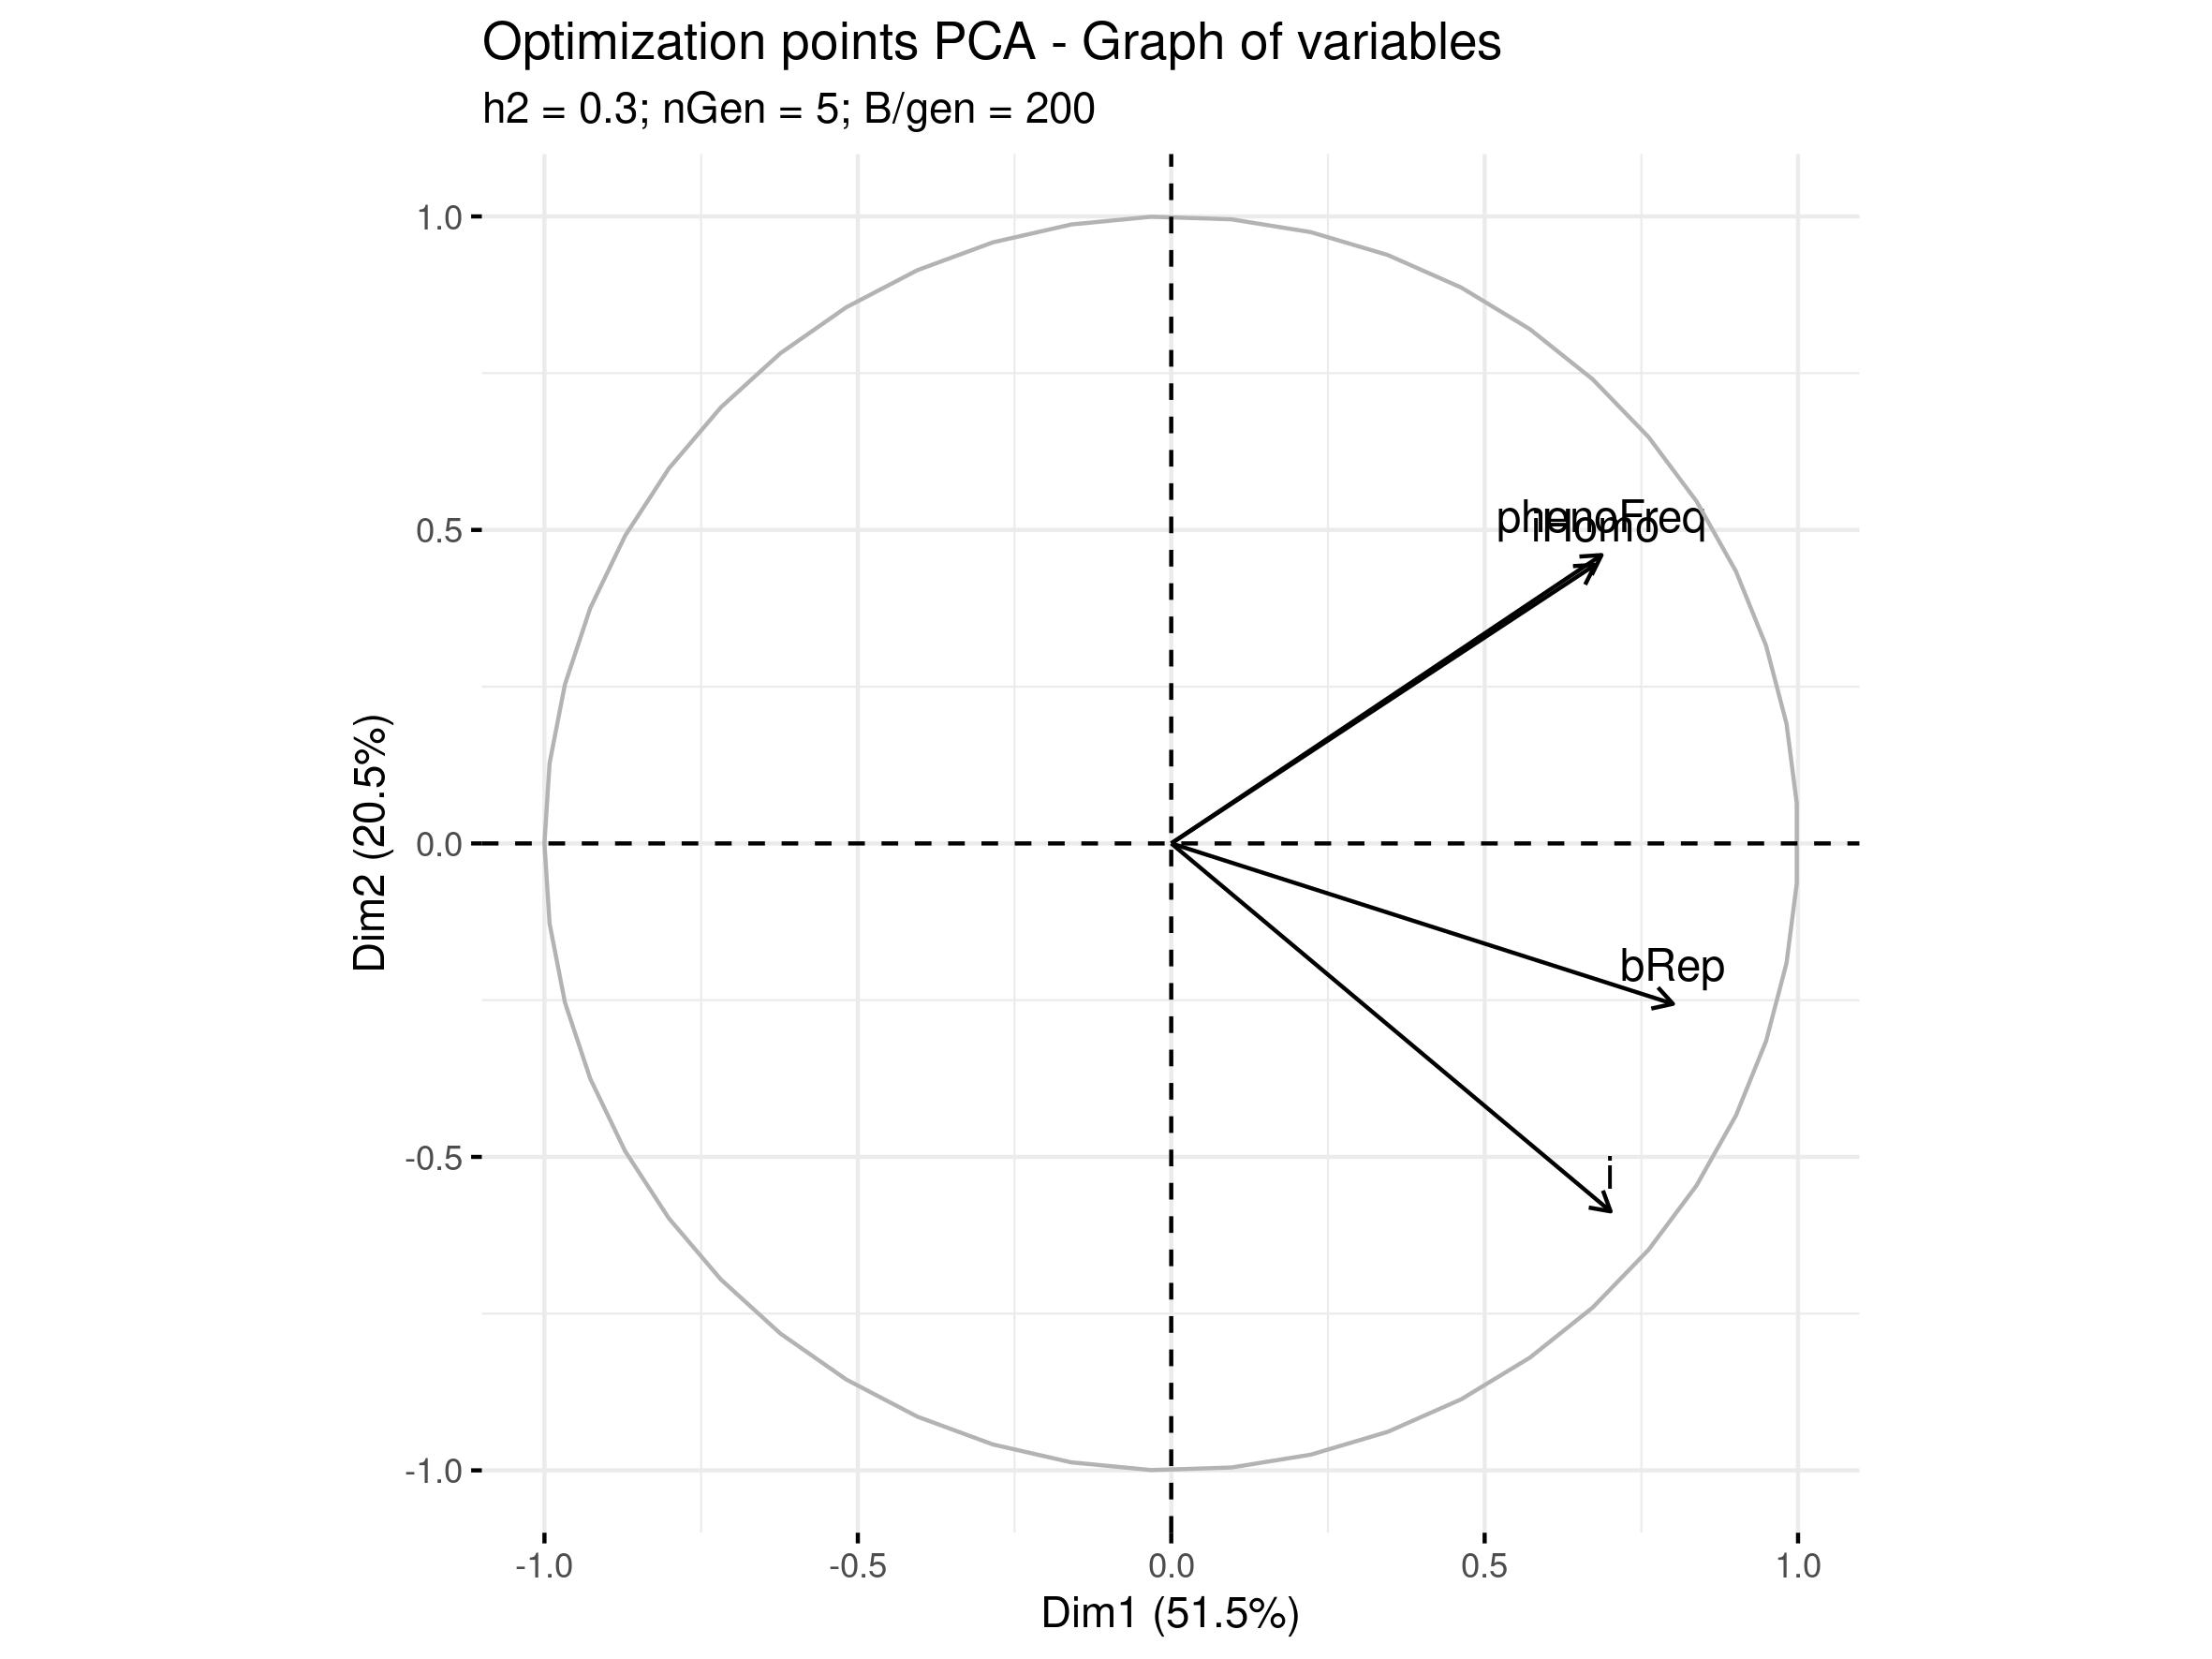 Optimization points PCA - Graph of variables
h2 = 0.3; nGen = 5; B/gen = 200
1.0
0.5
0.0
-0.5
-1.0
Dim2 (20.5%)
phenoFreq
iHomo
bRep
i
-1.0
-0.5
0.0
0.5
1.0
Dim1 (51.5%)